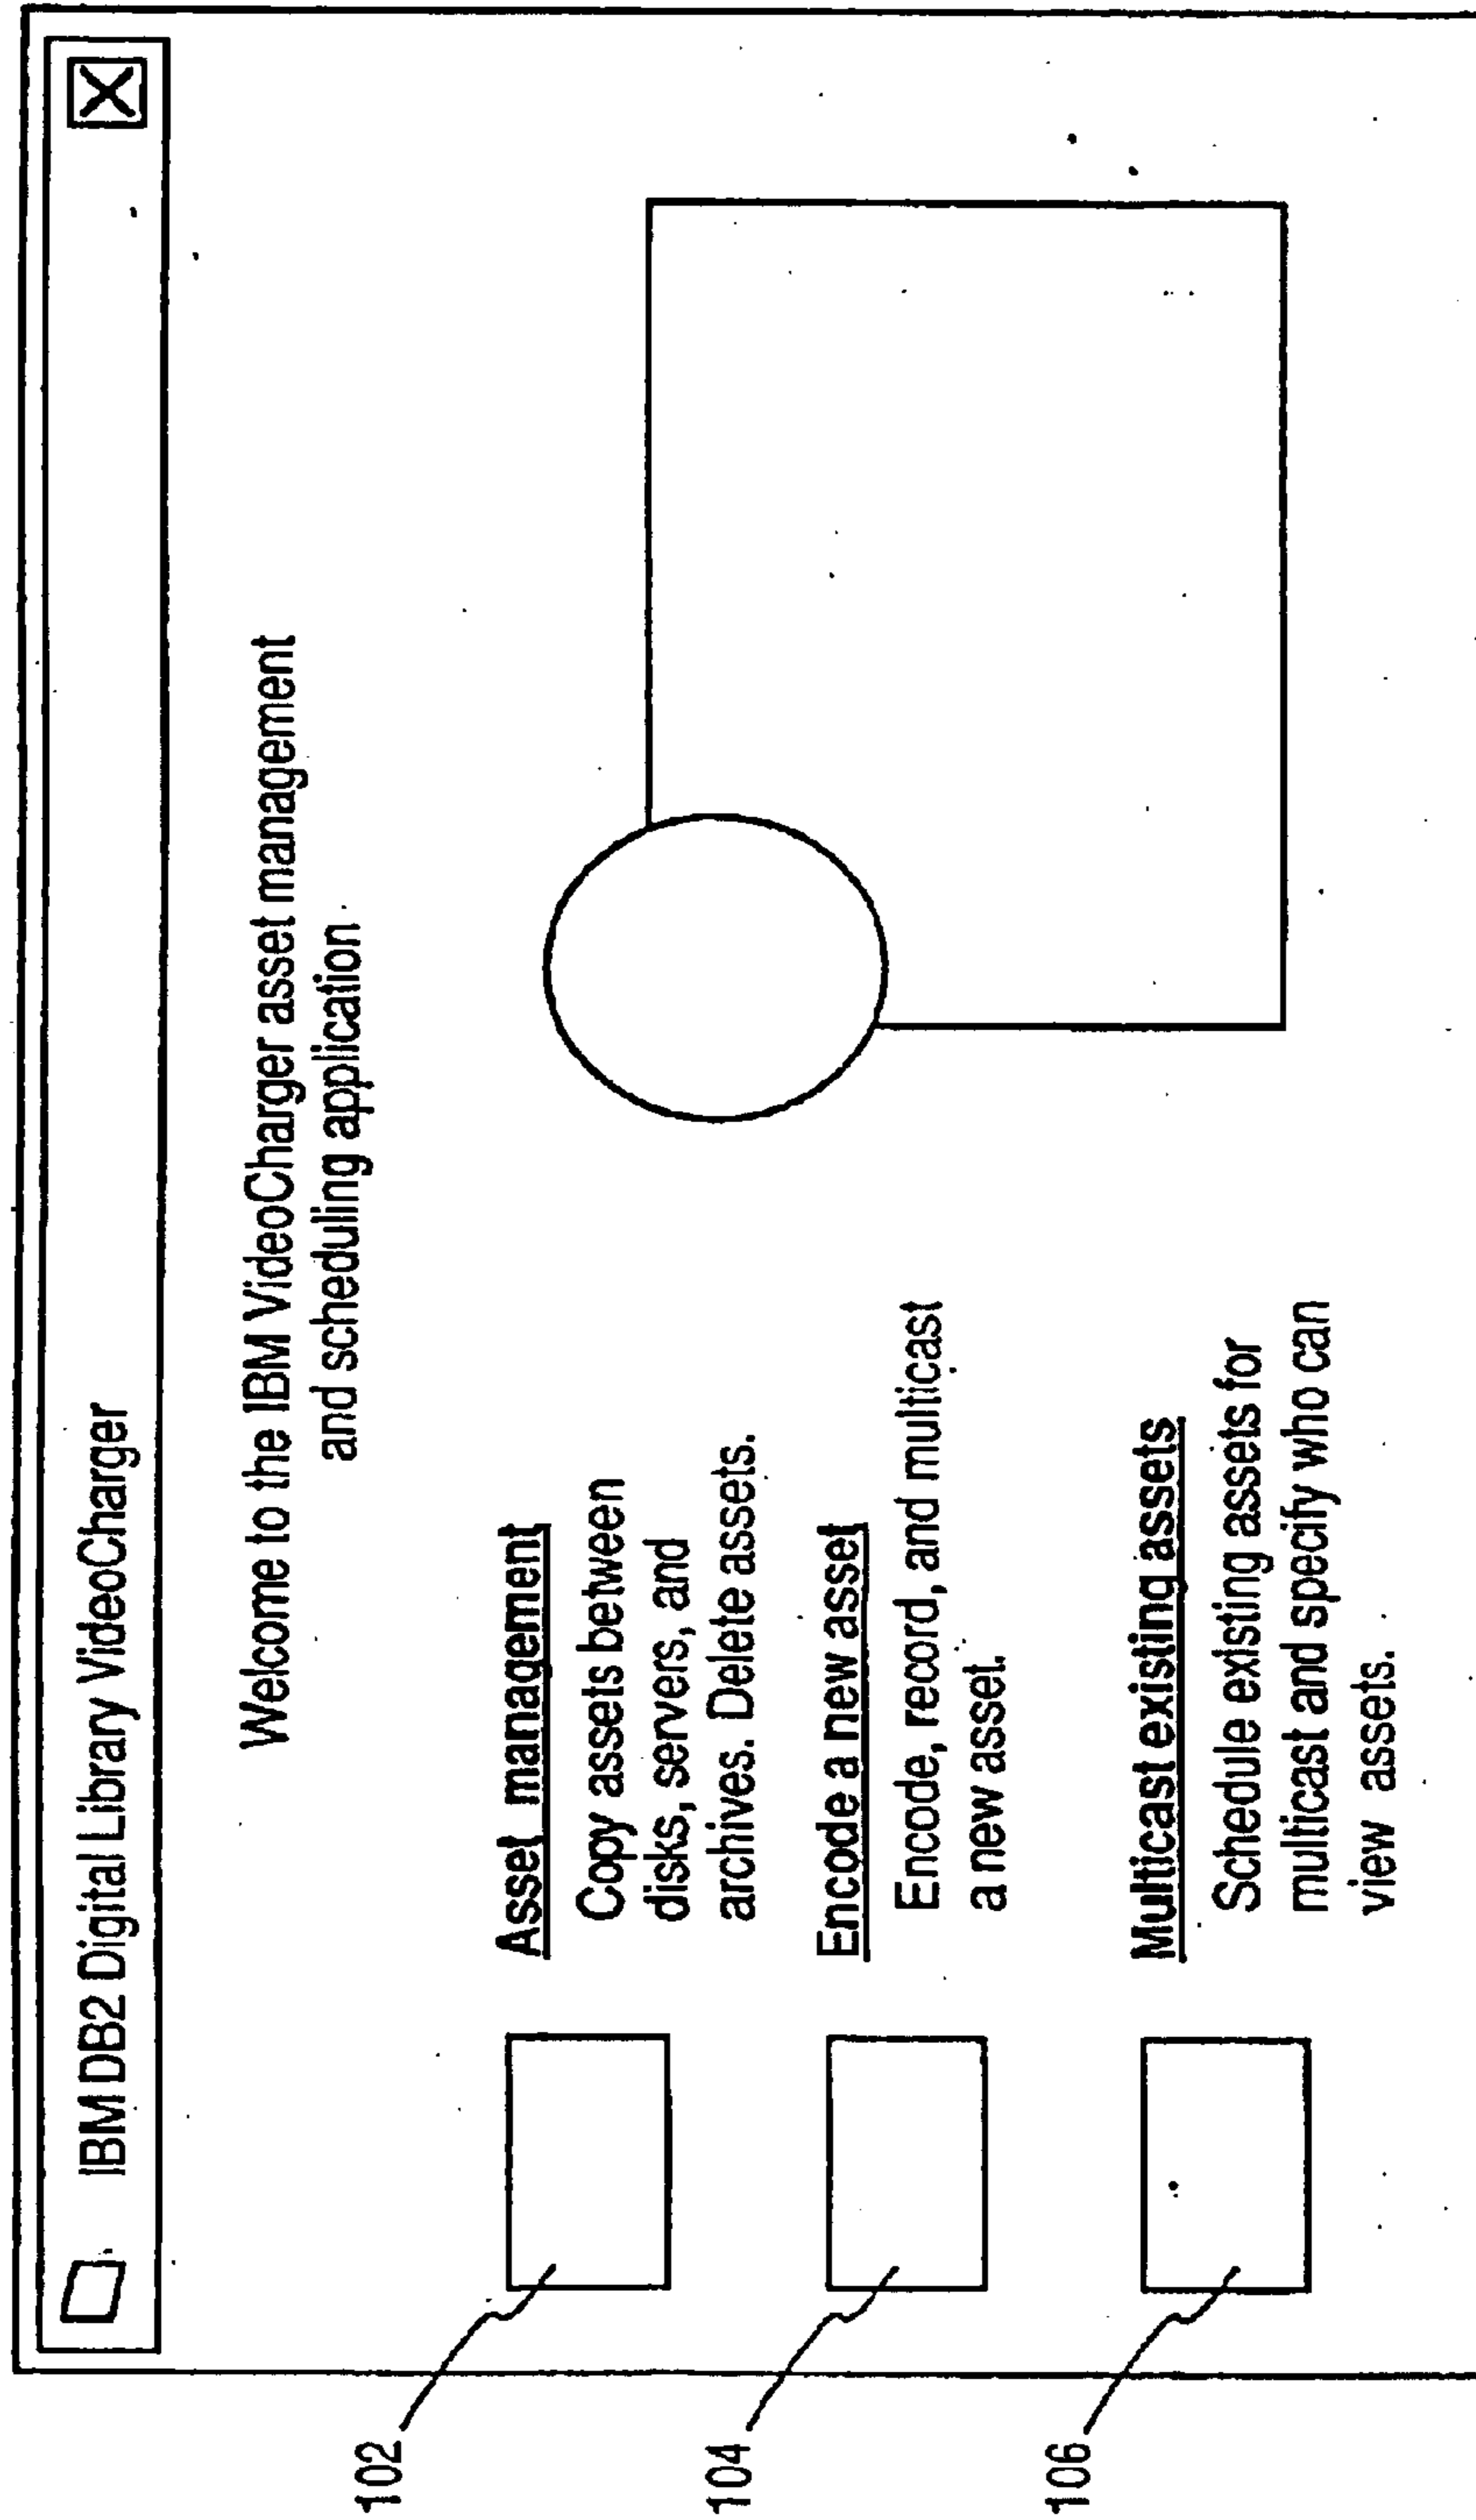 IBM DB2 Digital Library VideoCharger
Welcome to the IBM VideoCharger asset management
and scheduling application
102
Asset management
Copy assets between
disks, servers, and
archives. Delete assets.
104
Encode a new asset
Encode, record, and multicast
a new asset.
106
Multicast existing assets
Schedule existing assets for
multicast and specity who can
view assets.